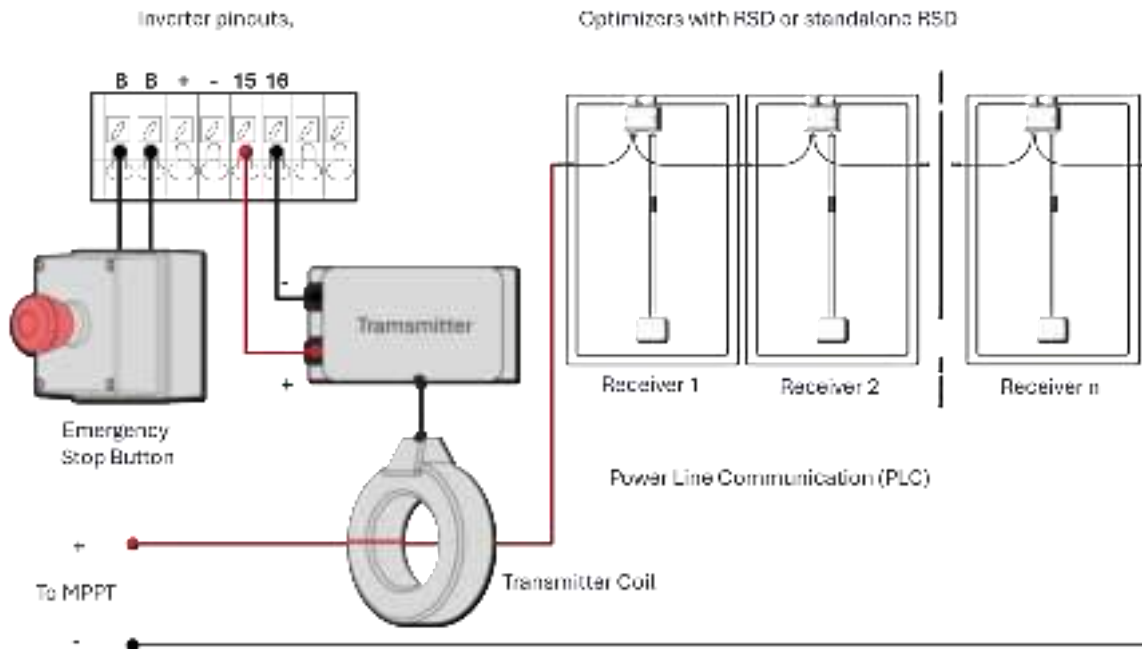 Inverter pinouts,
Optimizers with RSD or standalone RSD
B B + - 15 16
-
Tramsmitter
+
Receiver 1
Receiver 2
Receiver n
Emergency
Stop Button
Power Line Communication (PLC)
+
Transmitter Coil
To MPPT
-